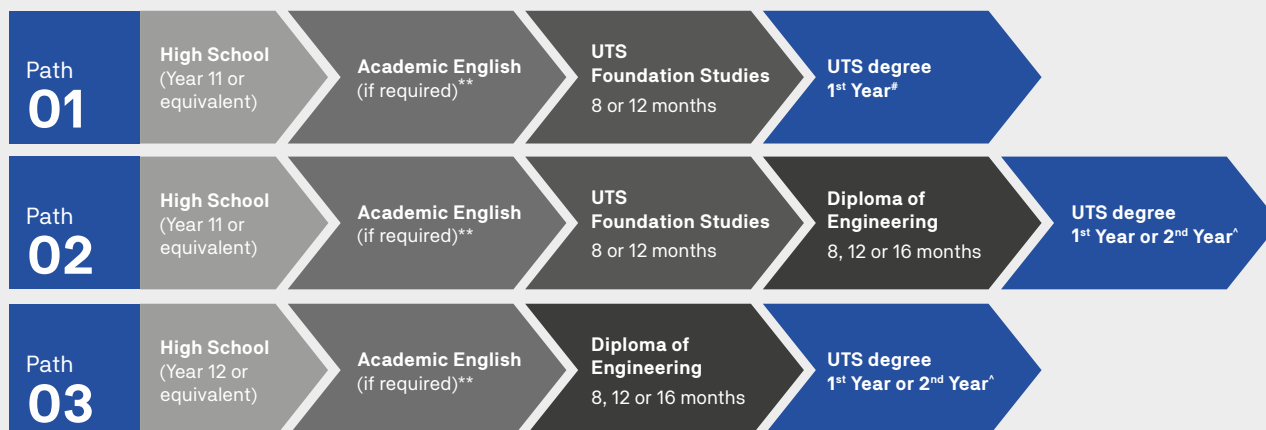 Path
01
High School
(Year 11 or
equivalent)
Academic English
(if required)**
UTS
Foundation Studies
8 or 12 months
UTS degree
1st Year#
Path
02
High School
(Year 11 or
equivalent)
Academic English
(if required)**
UTS
Foundation Studies
8 or 12 months
Diploma of
Engineering
8, 12 or 16 months
UTS degree
1st Year or 2nd Year^
Path
03
High School
(Year 12 or
equivalent)
Academic English
(if required)**
Diploma of
Engineering
8, 12 or 16 months
UTS degree
1st Year or 2nd Year^